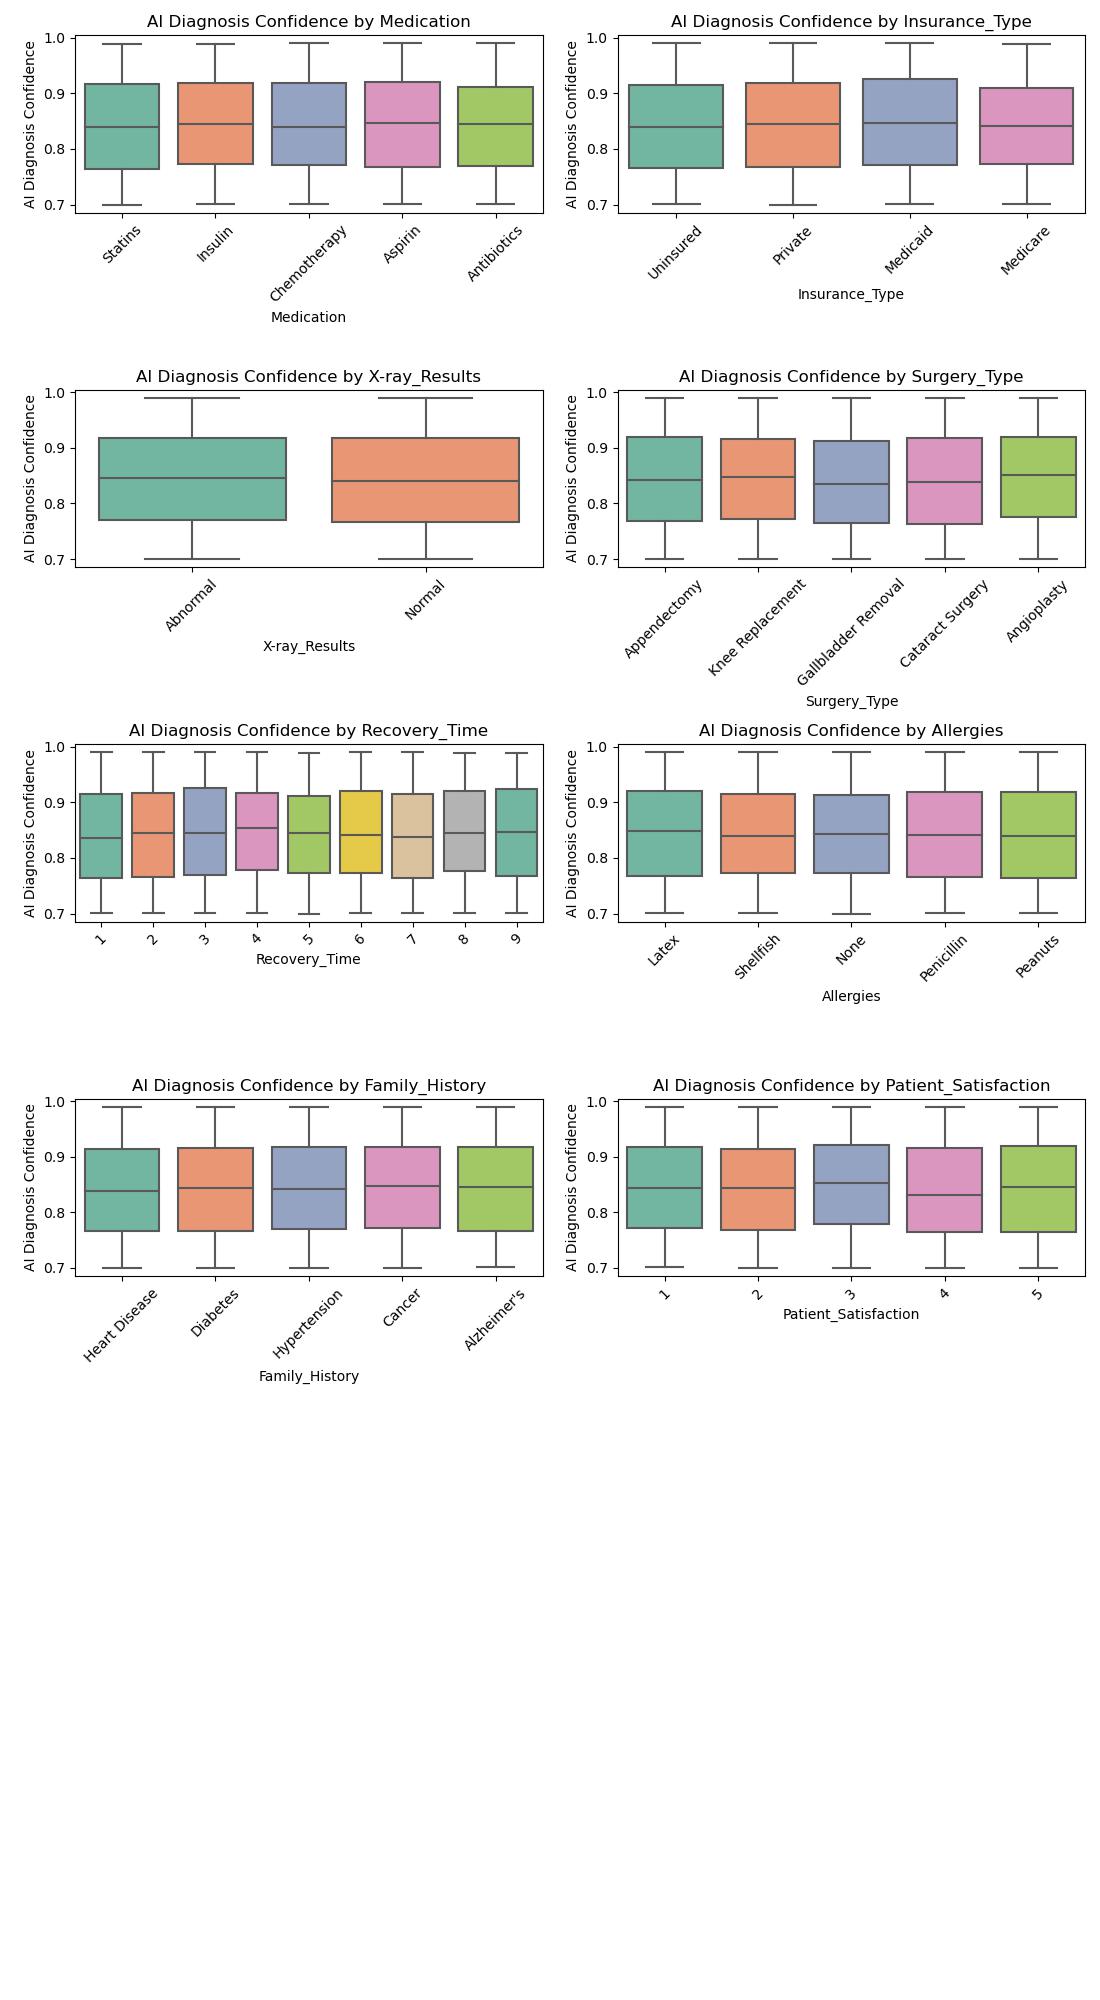 AI Diagnosis Confidence by Medication
AI Diagnosis Confidence
1.0
0.9
0.8
0.7
Statins
Insulin
Chemotherapy
Aspirin
Antibiotics
Medication
AI Diagnosis Confidence by Insurance_Type
AI Diagnosis Confidence
1.0
0.9
0.8
0.7
Uninsured
Private
Medicaid
Medicare
Insurance_Type
AI Diagnosis Confidence by X-ray_Results
AI Diagnosis Confidence
1.0
0.9
0.8
0.7
Abnormal
Normal
X-ray_Results
AI Diagnosis Confidence by Surgery_Type
AI Diagnosis Confidence
1.0
0.9
0.8
0.7
Appendectomy
Knee Replacement
Gallbladder Removal
Cataract Surgery
Angioplasty
Surgery_Type
AI Diagnosis Confidence by Recovery_Time
AI Diagnosis Confidence
1.0
0.9
0.8
0.7
1
2
3
4
5
6
7
8
9
Recovery_Time
AI Diagnosis Confidence by Allergies
AI Diagnosis Confidence
1.0
0.9
0.8
0.7
Latex
Shellfish
None
Penicillin
Peanuts
Allergies
AI Diagnosis Confidence by Family_History
AI Diagnosis Confidence
1.0
0.9
0.8
0.7
Heart Disease
Diabetes
Hypertension
Cancer
Alzheimer's
Family_History
AI Diagnosis Confidence by Patient_Satisfaction
AI Diagnosis Confidence
1.0
0.9
0.8
0.7
1
2
3
4
5
Patient_Satisfaction